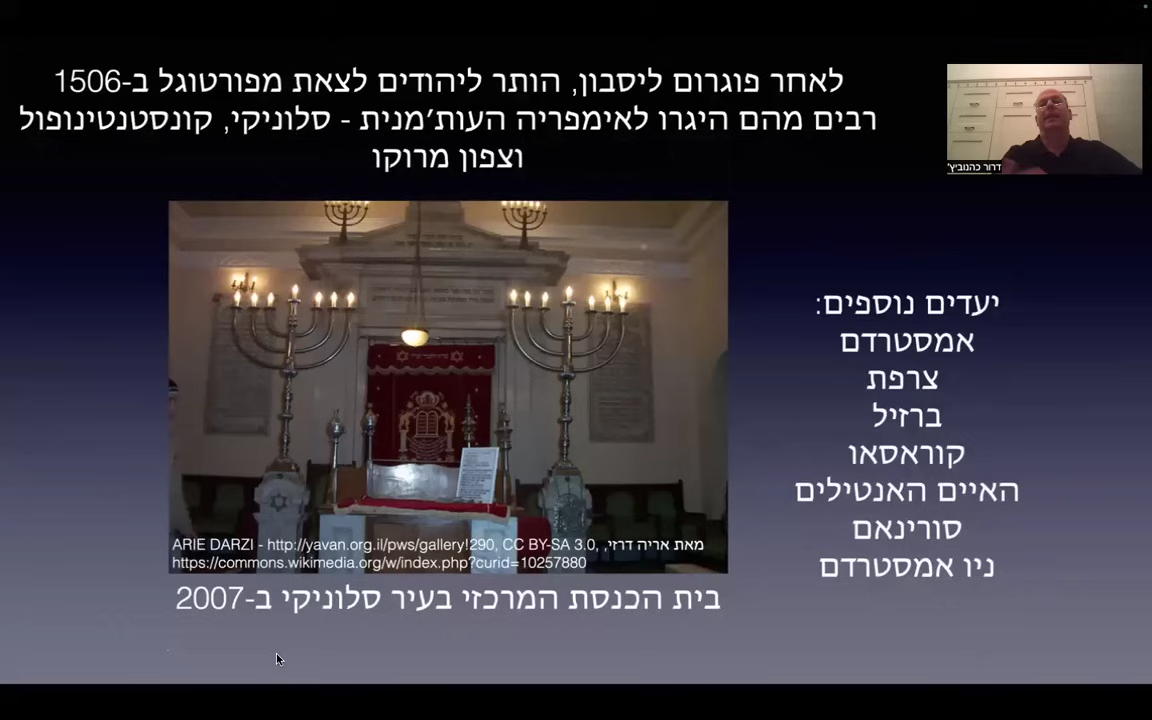 לאחר פוגרום ליסבון, הותר ליהודים לצאת מפורטוגל ב-1506
רבים מהם היגרו לאימפריה העות'מנית - סלוניקי, קונסטנטינופול
וצפון מרוקו
דרור כהנוביץ'
יעדים נוספים:
אמסטרדם
צרפת
ברזיל
קוראסאו
האיים האנטילים
סורינאם
ניו אמסטרדם
ARIE DARZI - http://yavan.org.il/pws/gallery!290, CC BY-SA 3.0, מאת אריה דרזי,
https://commons.wikimedia.org/w/index.php?curid=10257880
בית הכנסת המרכזי בעיר סלוניקי ב-2007